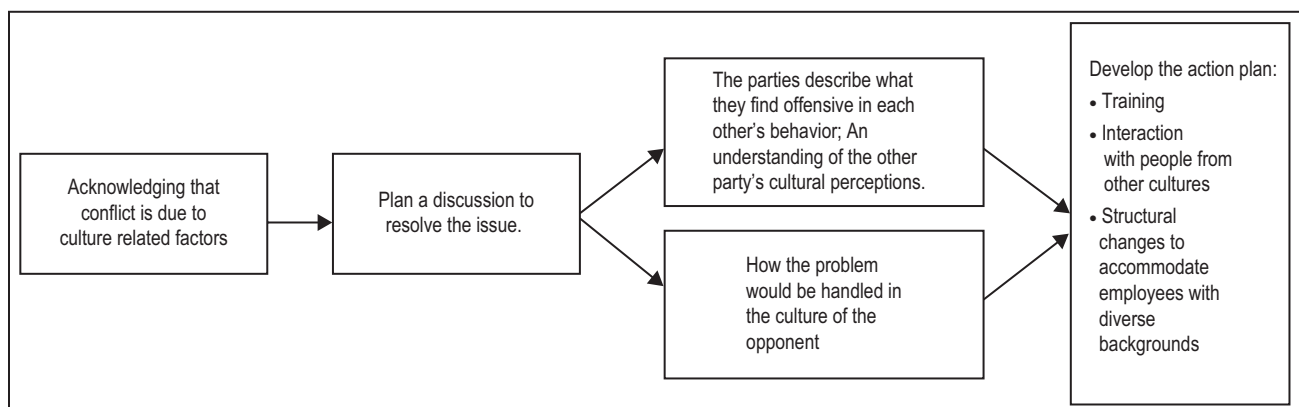 Acknowledging that
conflict is due to
culture related factors
Plan a discussion to
resolve the issue.
The parties describe what
they find offensive in each
other’s behavior; An
understanding of the other
party’s cultural perceptions.
How the problem
would be handled in
the culture of the
opponent
Develop the action plan:
• Training
• Interaction
with people from
other cultures
• Structural
changes to
accommodate
employees with
diverse
backgrounds